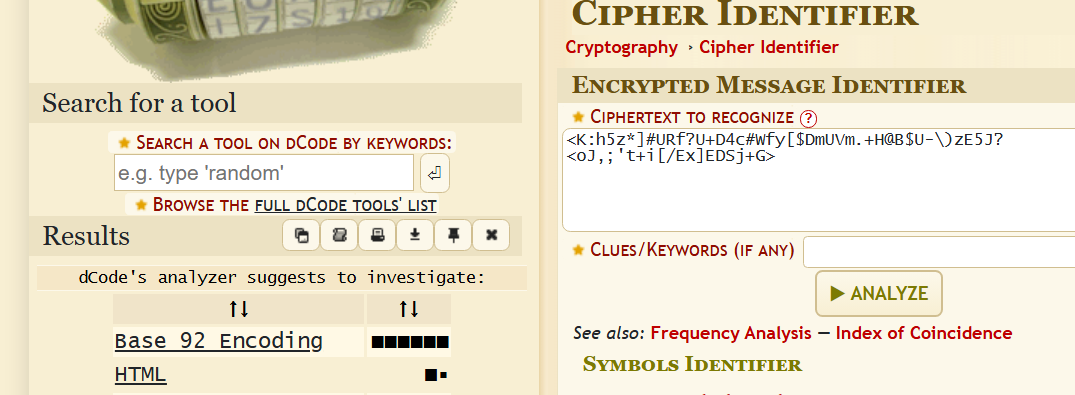 Search for a tool
Search a tool on dCode by keywords:
e.g. type 'random'
Browse the full dCode tools' list
Results
dCode's analyzer suggests to investigate:
↑↓ ↑↓
Base 92 Encoding ■■■■■■
HTML ■▪
Cipher Identifier
Cryptography › Cipher Identifier
Encrypted Message Identifier
Ciphertext to recognize ?
<K:h5z*]#URf?U+D4c#Wfy[$DmUVm.+H@B$U-\)zE5J?
<oJ,;'t+i[/Ex]EDSj+G>
Clues/Keywords (if any)
▶ ANALYZE
See also: Frequency Analysis — Index of Coincidence
Symbols Identifier